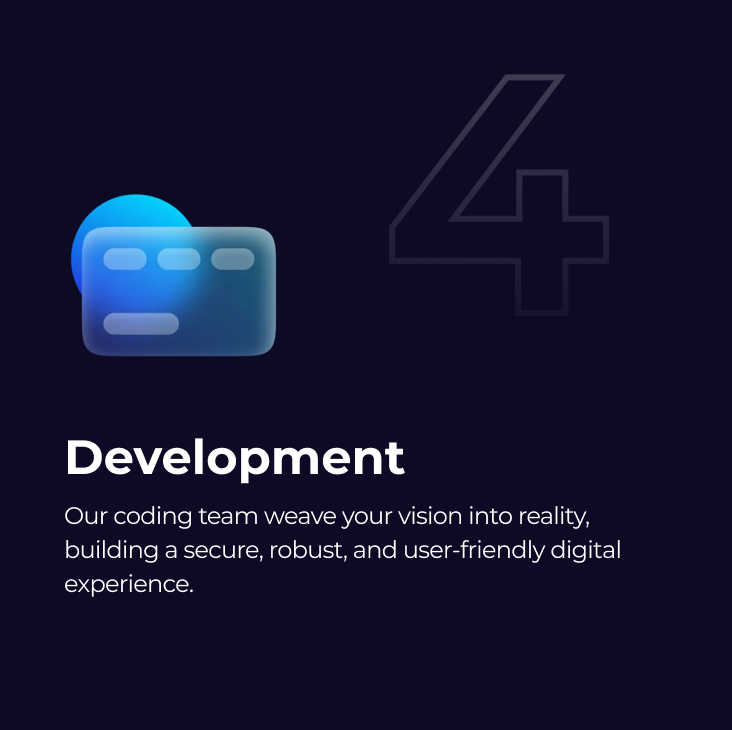 4
Development
Our coding team weave your vision into reality,
building a secure, robust, and user-friendly digital
experience.